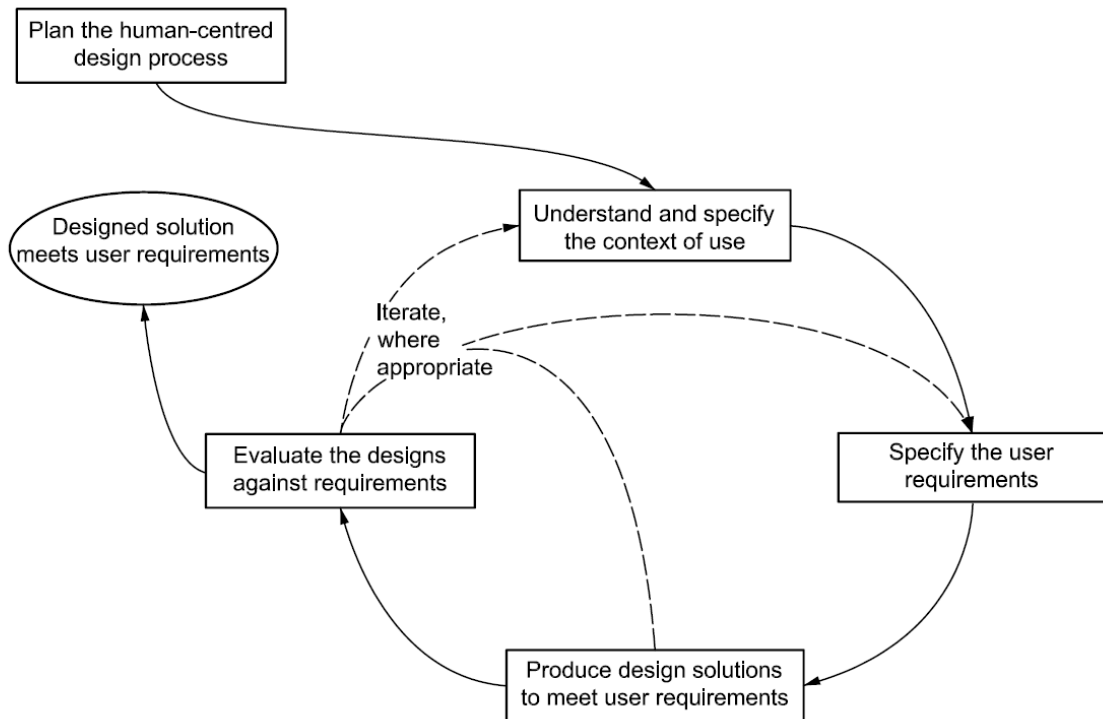 Plan the human-centred
design process
Understand and specify
the context of use
Designed solution
meets user requirements
Iterate,
where
appropriate
Evaluate the designs
against requirements
Specify the user
requirements
Produce design solutions
to meet user requirements